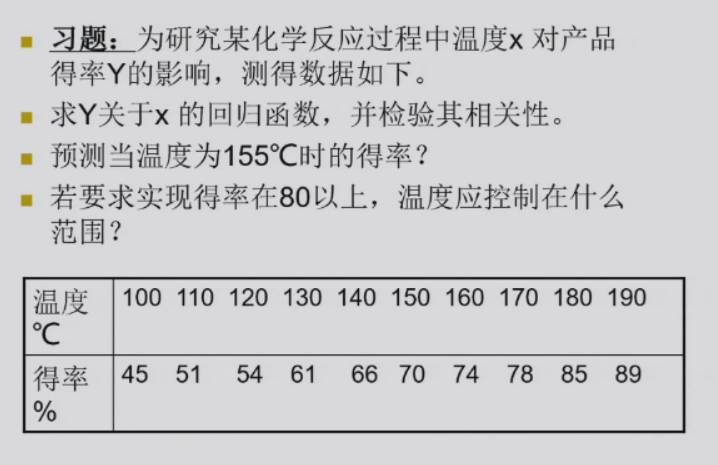 习题：为研究某化学反应过程中温度x 对产品
得率Y的影响，测得数据如下。
求Y关于x 的回归函数，并检验其相关性。
预测当温度为155℃时的得率？
若要求实现得率在80以上，温度应控制在什么
范围？
温度 100 110 120 130 140 150 160 170 180 190
℃
得率 45 51 54 61 66 70 74 78 85 89
%